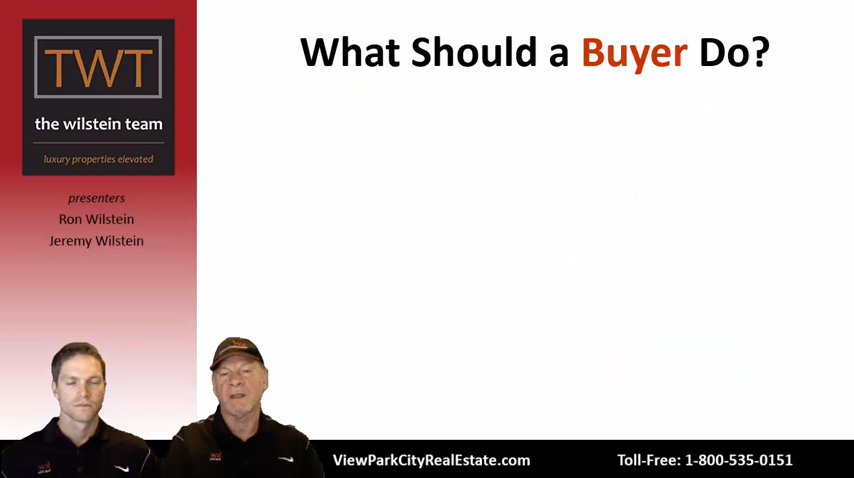 What Should a Buyer Do?
TWT
the wilstein team
luxury properties elevated
presenters
Ron Wilstein
Jeremy Wilstein
ViewParkCityRealEstate.com
Toll-Free: 1-800-535-0151